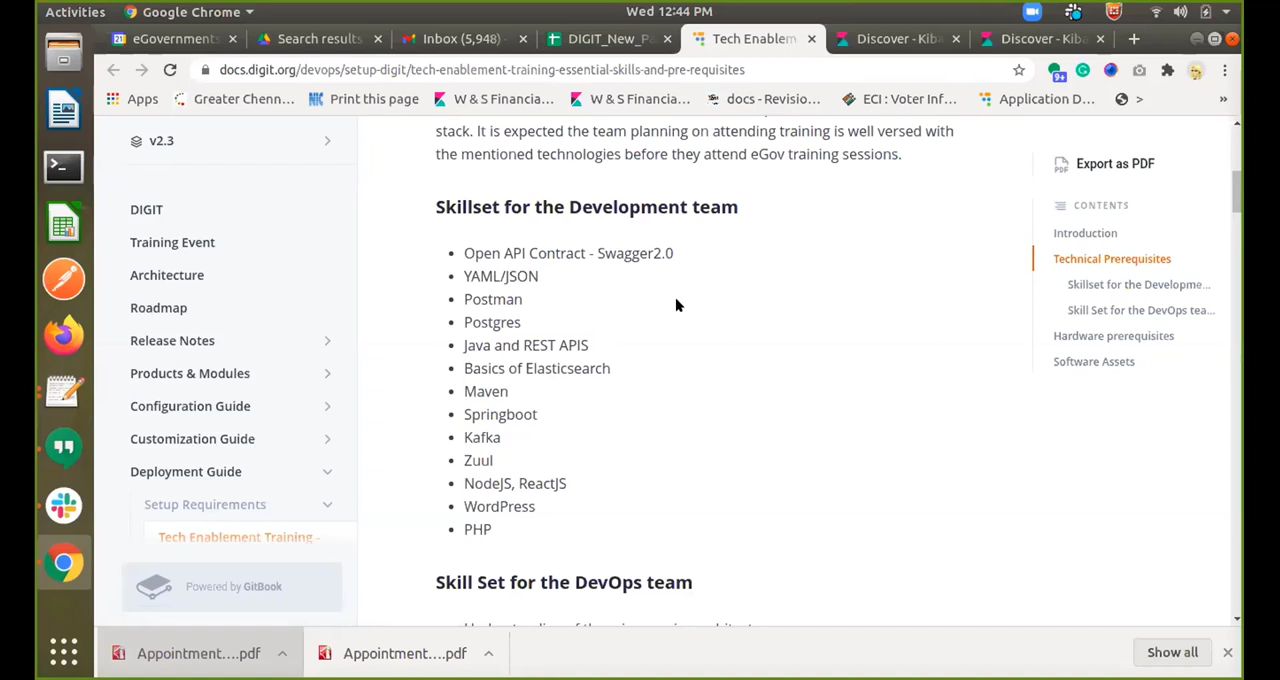 Activities
Google Chrome
Wed 12:44 PM
eGovernments
Search results
Inbox (5,948) -
DIGIT_New_Pa
Tech Enablem
Discover - Kiba
Discover - Kiba
docs.digit.org/devops/setup-digit/tech-enablement-training-essential-skills-and-pre-requisites
9+
Apps
Greater Chenn...
Print this page
W & S Financia...
W & S Financia...
docs - Revisio...
ECI : Voter Inf...
Application D...
>
»
v2.3
DIGIT
Training Event
Architecture
Roadmap
Release Notes
Products & Modules
Configuration Guide
Customization Guide
Deployment Guide
Setup Requirements
Tech Enablement Training -
Powered by GitBook
stack. It is expected the team planning on attending training is well versed with
the mentioned technologies before they attend eGov training sessions.
Skillset for the Development team
Open API Contract - Swagger2.0
YAML/JSON
Postman
Postgres
Java and REST APIS
Basics of Elasticsearch
Maven
Springboot
Kafka
Zuul
NodeJS, ReactJS
WordPress
PHP
Skill Set for the DevOps team
Export as PDF
CONTENTS
Introduction
Technical Prerequisites
Skillset for the Developme...
Skill Set for the DevOps tea...
Hardware prerequisites
Software Assets
Appointment....pdf
Appointment....pdf
Show all